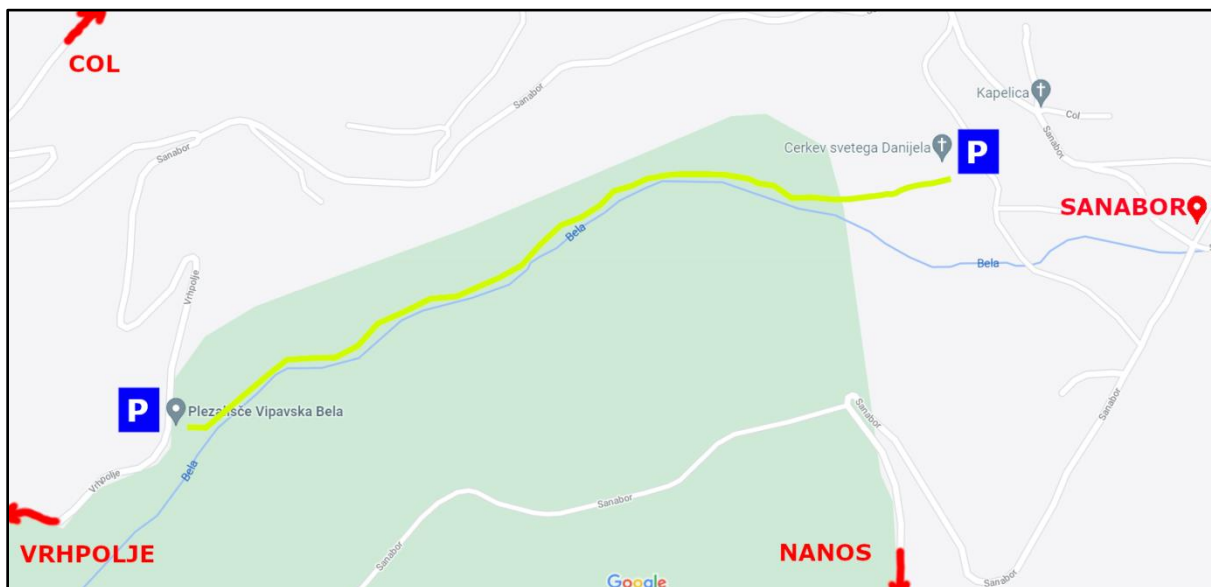 COL
Sanabor
Kapelica
Col
Sanabor
Sanabor
Cerkev svetega Danijela
P
SANABOR
Bela
Bela
Vrhpolje
P
Plezališče Vipavska Bela
Sanabor
Sanabor
Bela
Vrhpolje
Sanabor
Sanabor
Sanabor
VRHPOLJE
NANOS
Google